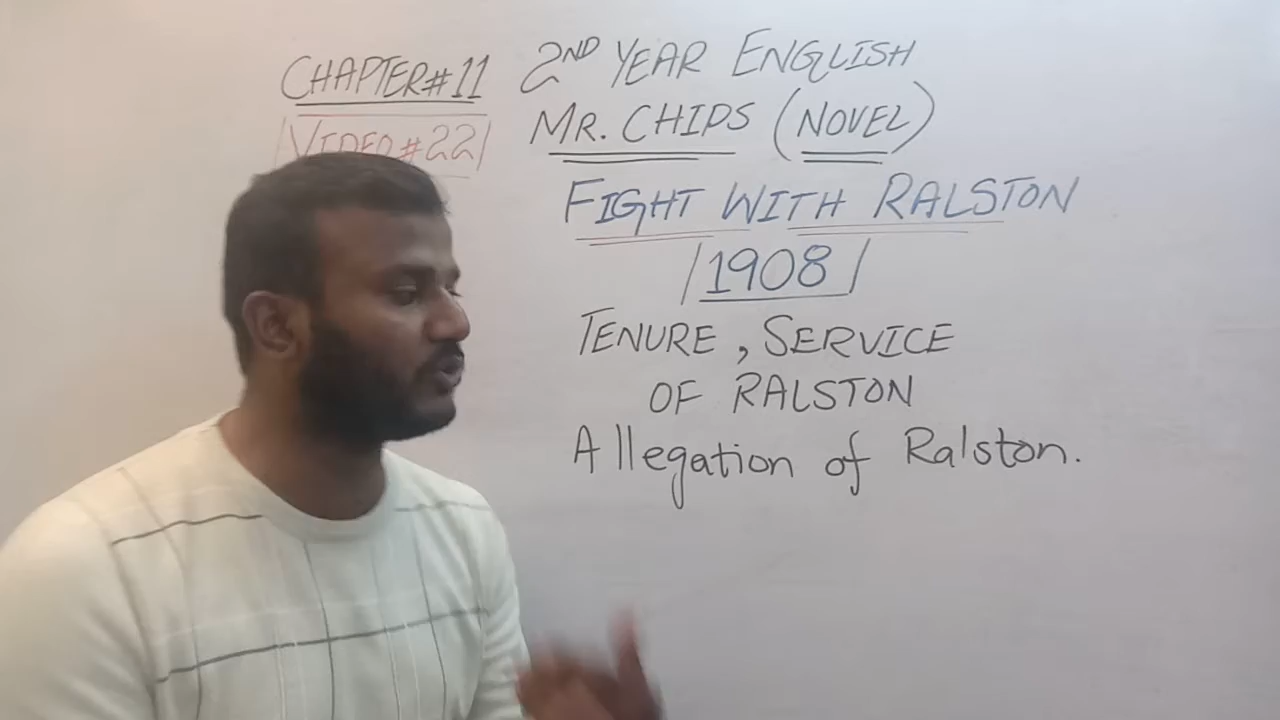 CHAPTER#11
VIDEO#22
2ND YEAR ENGLISH
MR. CHIPS (NOVEL)
FIGHT WITH RALSTON
1908
TENURE, SERVICE
OF RALSTON
Allegation of Ralston.